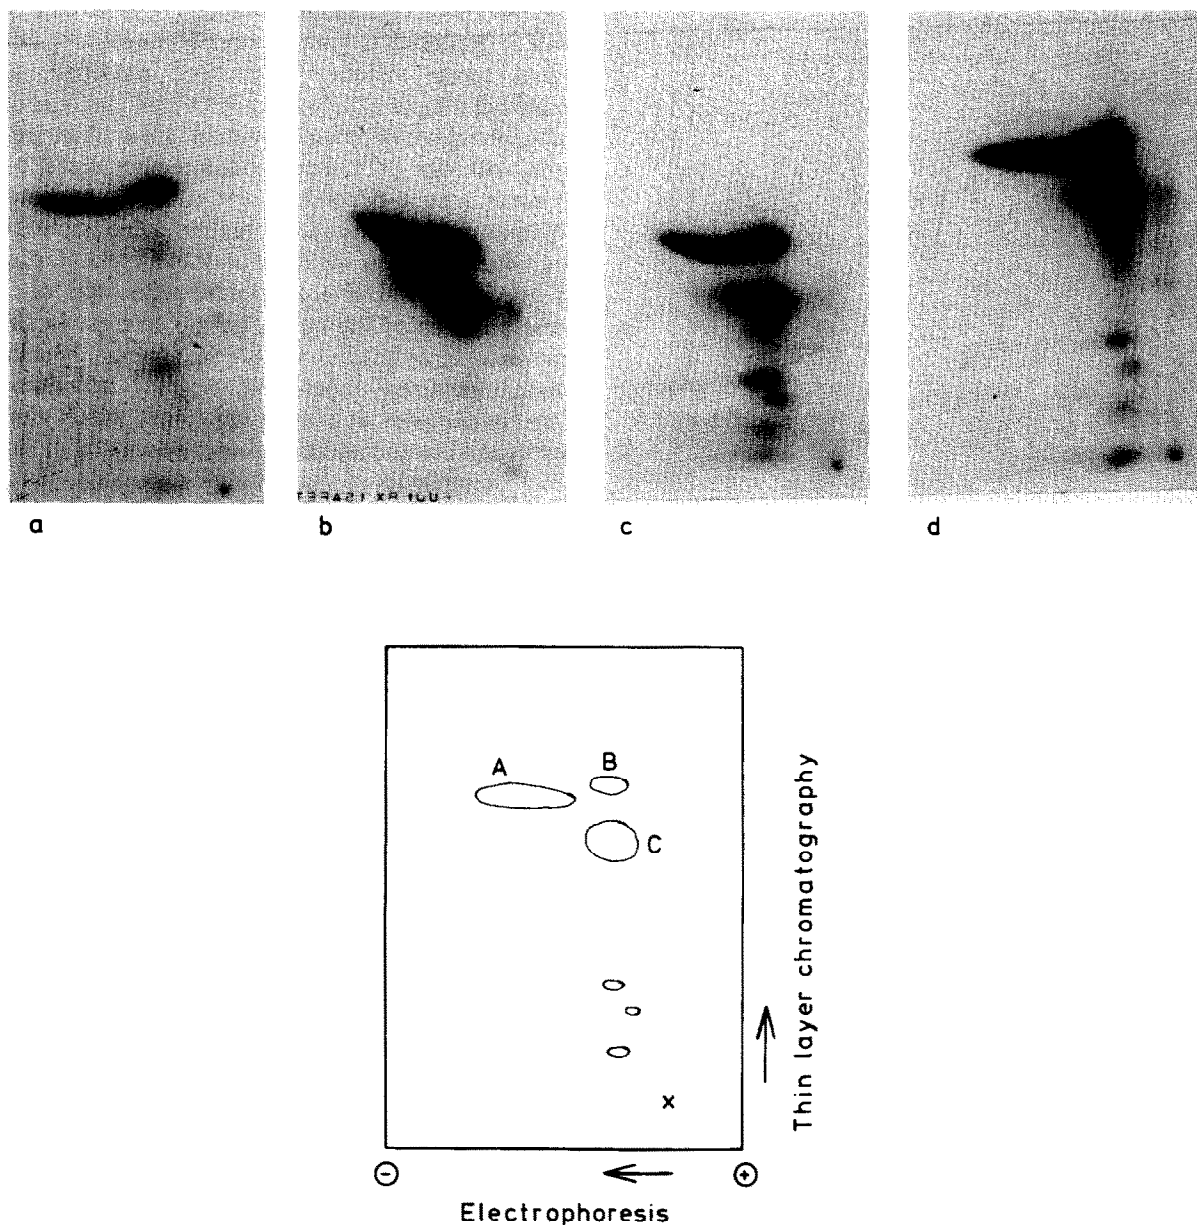 a
b
c
d
A
B
C
x
Thin layer chromatography
⊖
⊕
Electrophoresis